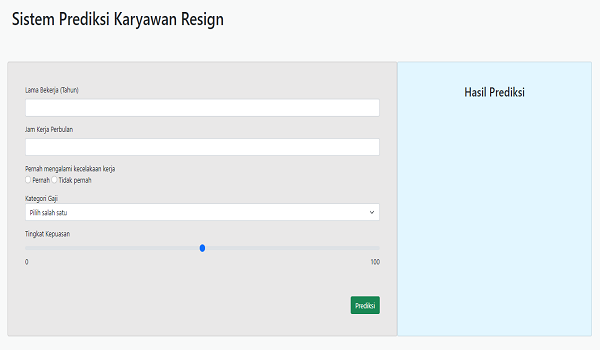 Sistem Prediksi Karyawan Resign
Lama Bekerja (Tahun)
Jam Kerja Perbulan
Pernah mengalami kecelakaan kerja
Pernah Tidak pernah
Kategori Gaji
Pilih salah satu
Tingkat Kepuasan
0 100
Prediksi
Hasil Prediksi